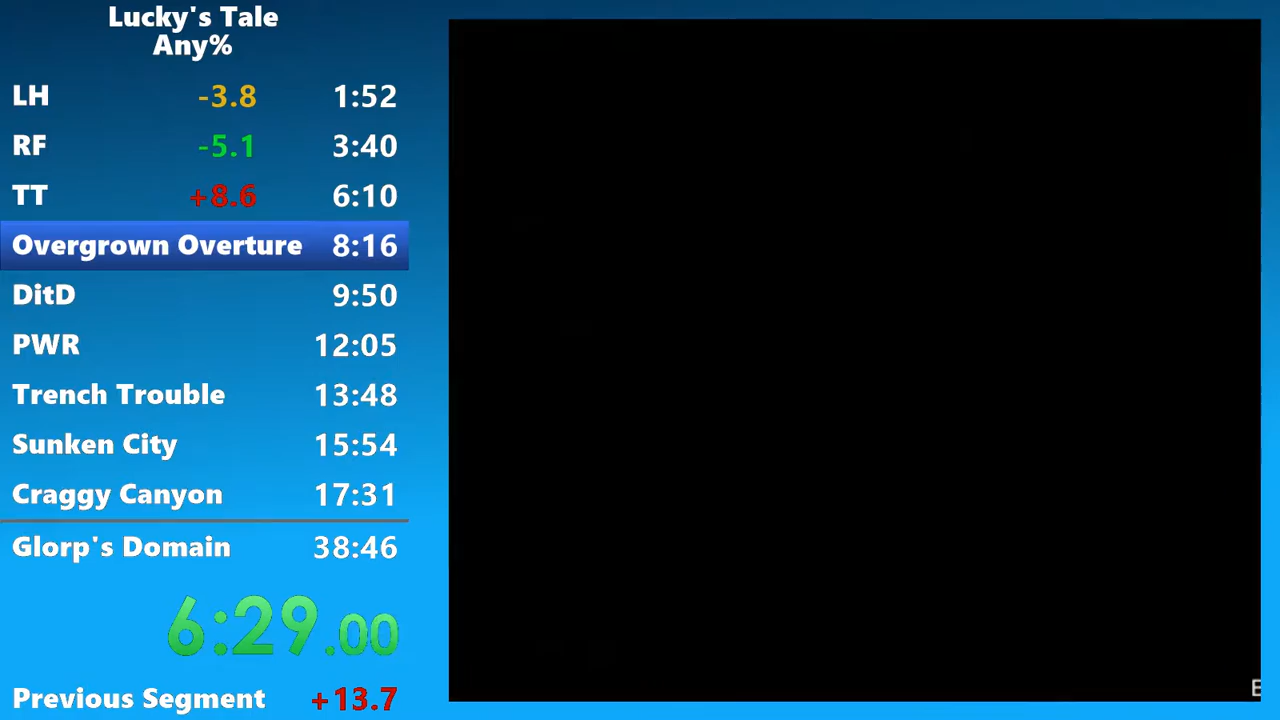 Lucky's Tale
Any%
LH -3.8 1:52
RF -5.1 3:40
TT +8.6 6:10
Overgrown Overture 8:16
DitD 9:50
PWR 12:05
Trench Trouble 13:48
Sunken City 15:54
Craggy Canyon 17:31
Glorp's Domain 38:46
6:29.00
Previous Segment +13.7